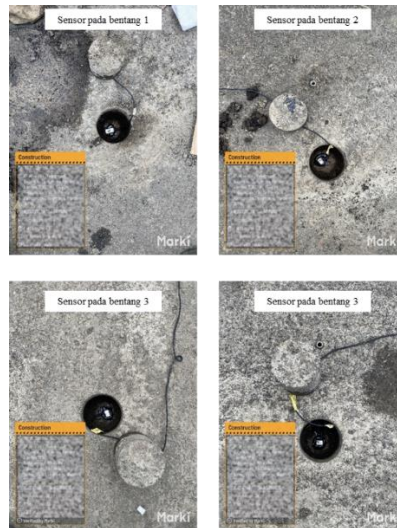 Sensor pada bentang 1
Construction
Marki
Sensor pada bentang 2
Construction
Marki
Sensor pada bentang 3
Construction
Marki
Sensor pada bentang 3
Construction
Mark